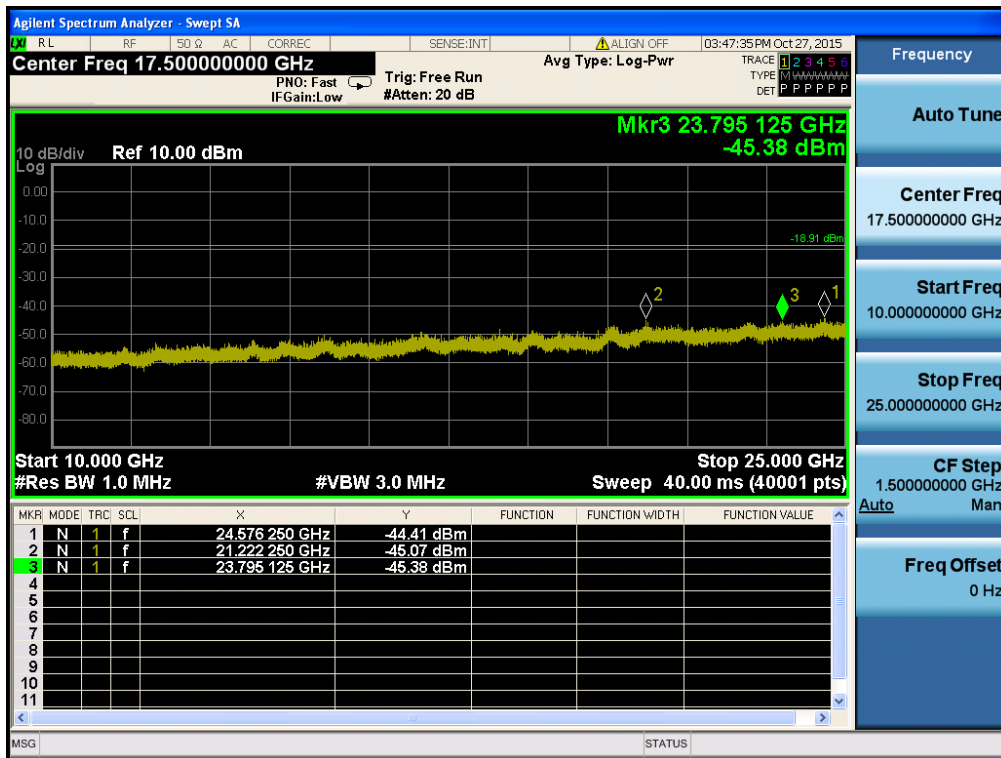 Agilent Spectrum Analyzer - Swept SA
LXI RL RF 50 Ω AC CORREC SENSE:INT ALIGN OFF 03:47:35 PM Oct 27, 2015
Center Freq 17.500000000 GHz
PNO: Fast
IFGain:Low
Trig: Free Run
#Atten: 20 dB
Avg Type: Log-Pwr
TRACE 1 2 3 4 5 6
TYPE M
DET P P P P P P
Mkr3 23.795 125 GHz
-45.38 dBm
10 dB/div Ref 10.00 dBm
Log
0.00
-10.0
-18.91 dBm
-20.0
-30.0
-40.0
-50.0
-60.0
-70.0
-80.0
2
3
1
Start 10.000 GHz Stop 25.000 GHz
#Res BW 1.0 MHz #VBW 3.0 MHz Sweep 40.00 ms (40001 pts)
MKR MODE TRC SCL X Y FUNCTION FUNCTION WIDTH FUNCTION VALUE
1 N 1 f 24.576 250 GHz -44.41 dBm
2 N 1 f 21.222 250 GHz -45.07 dBm
3 N 1 f 23.795 125 GHz -45.38 dBm
4
5
6
7
8
9
10
11
MSG STATUS
Frequency
Auto Tune
Center Freq
17.500000000 GHz
Start Freq
10.000000000 GHz
Stop Freq
25.000000000 GHz
CF Step
1.500000000 GHz
Auto Man
Freq Offset
0 Hz